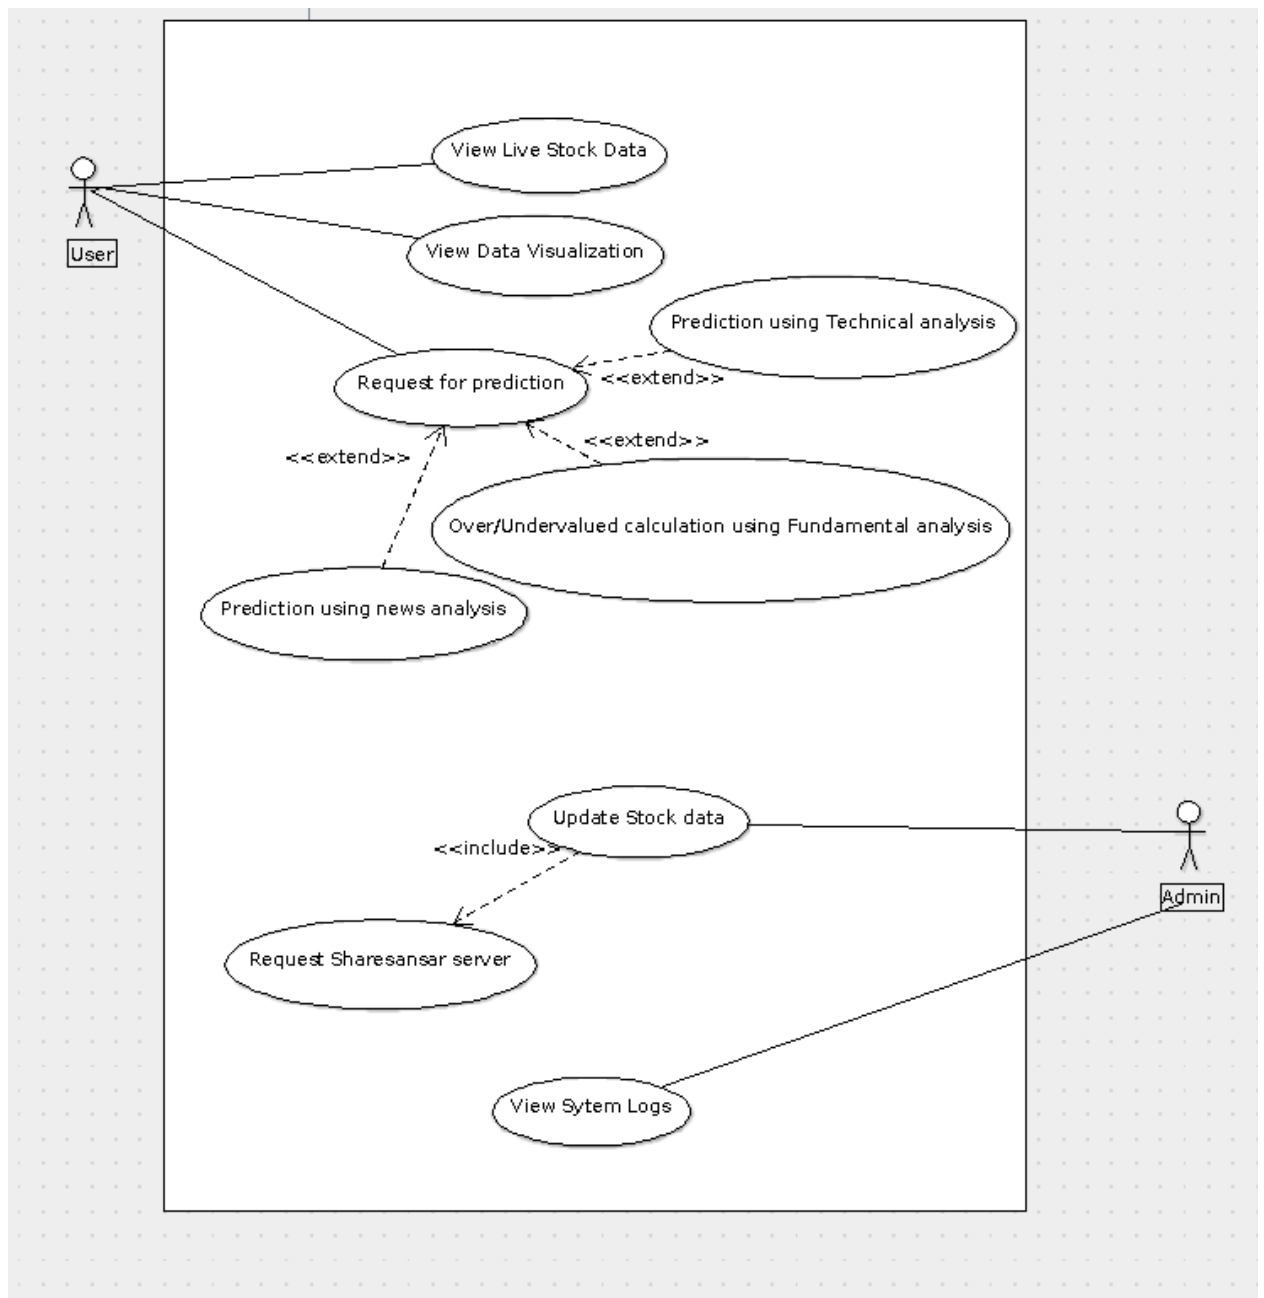 View Live Stock Data
User
View Data Visualization
Prediction using Technical analysis
Request for prediction
<<extend>>
<<extend>>
<<extend>>
Over/Undervalued calculation using Fundamental analysis
Prediction using news analysis
Update Stock data
<<include>>
Admin
Request Sharesansar server
View Sytem Logs